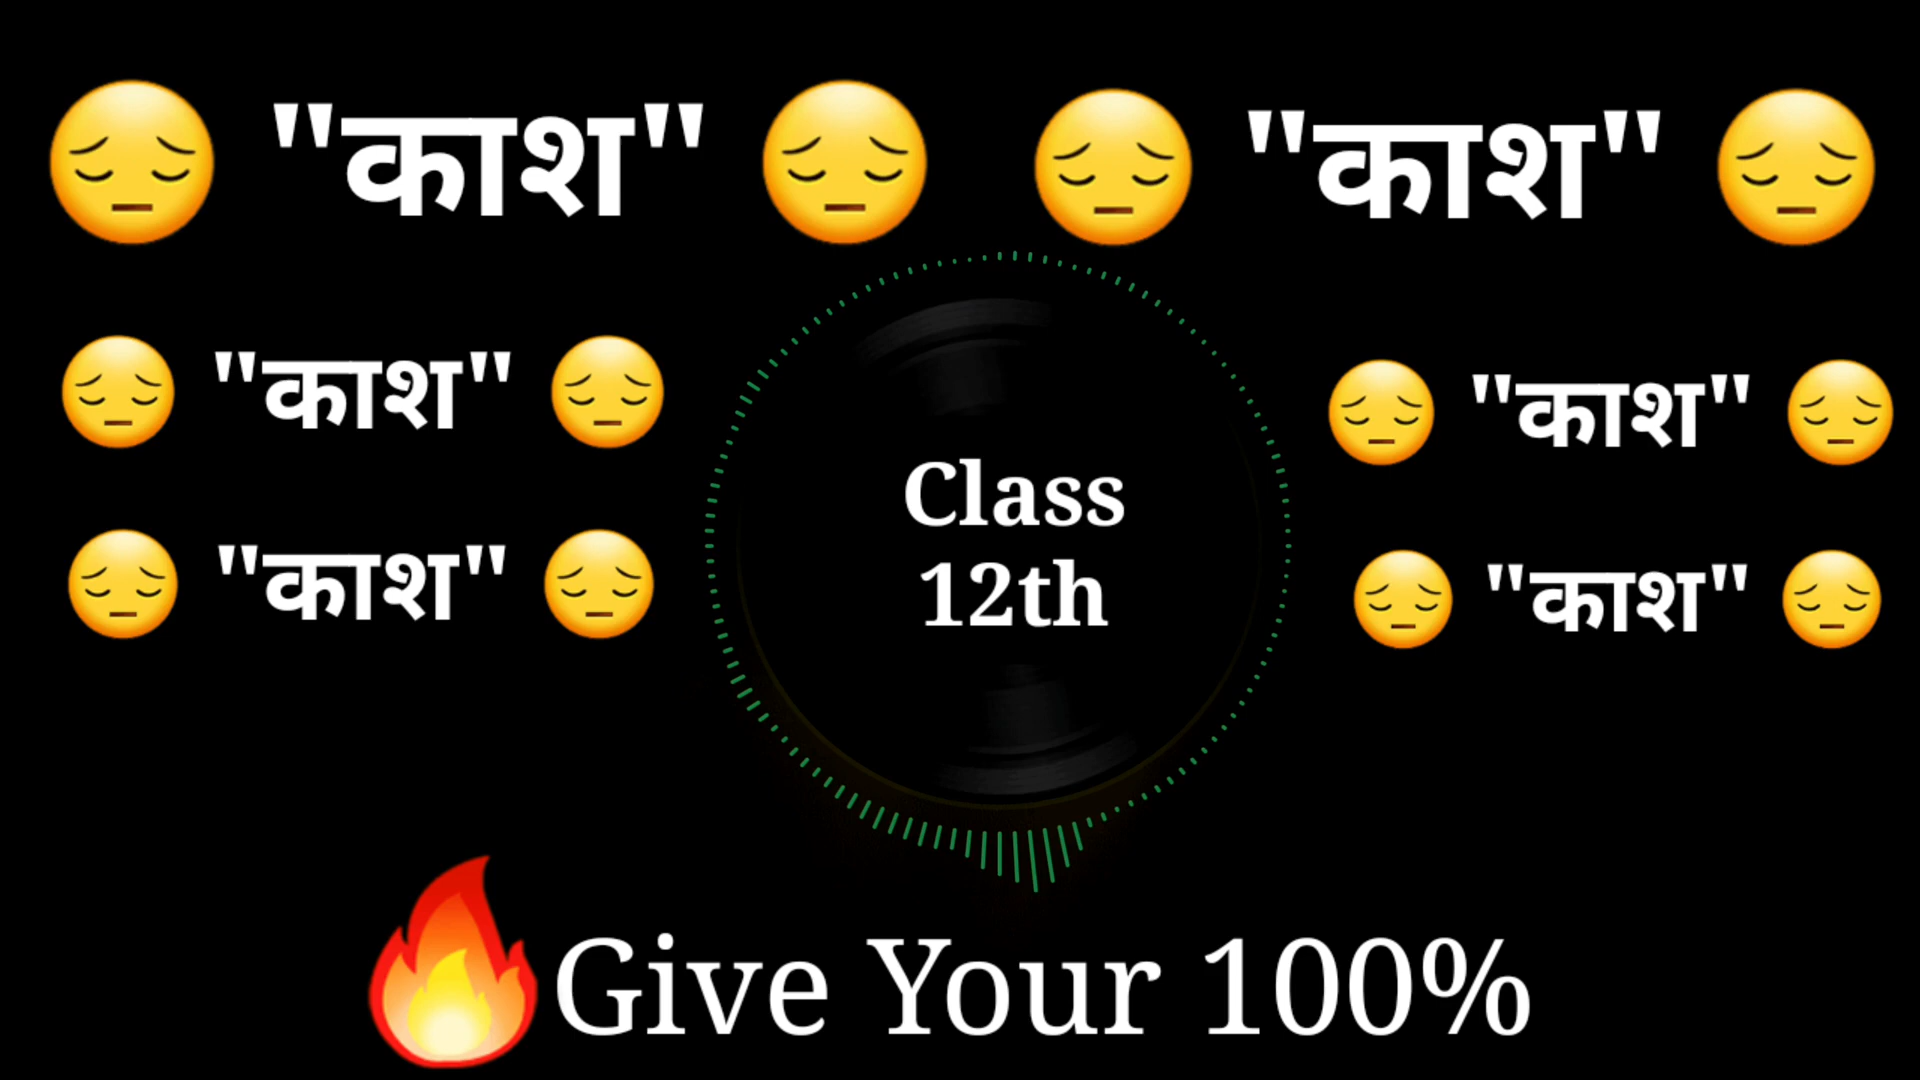 😔 "काश" 😔 😔 "काश" 😔
😔 "काश" 😔 😔 "काश" 😔
Class
12th
😔 "काश" 😔 😔 "काश" 😔
🔥Give Your 100%